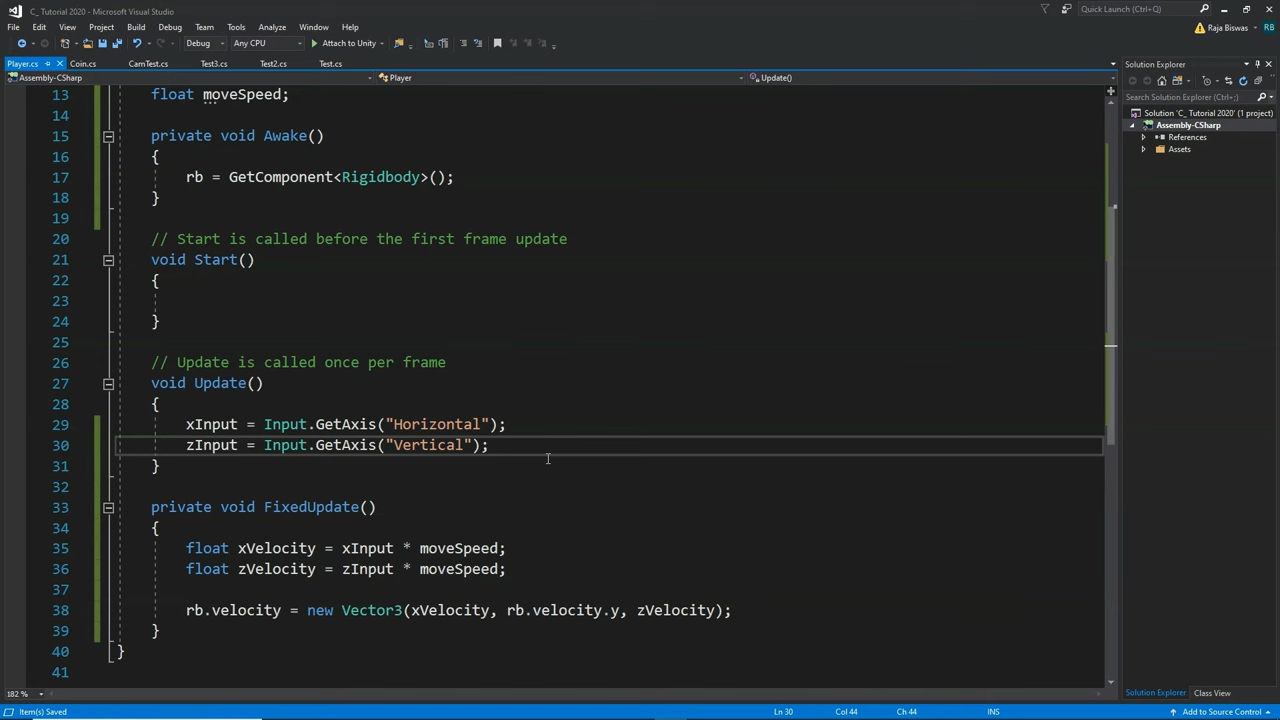 C_ Tutorial 2020 - Microsoft Visual Studio
Quick Launch (Ctrl+Q)
File Edit View Project Build Debug Team Tools Analyze Window Help
Raja Biswas RB
Debug Any CPU Attach to Unity
Player.cs Coin.cs CamTest.cs Test3.cs Test2.cs Test.cs
Solution Explorer
Assembly-CSharp Player Update()
Search Solution Explorer (Ctrl+;)
Solution 'C_ Tutorial 2020' (1 project)
Assembly-CSharp
References
Assets
13 float moveSpeed;
14
15 private void Awake()
16 {
17 rb = GetComponent<Rigidbody>();
18 }
19
20 // Start is called before the first frame update
21 void Start()
22 {
23
24 }
25
26 // Update is called once per frame
27 void Update()
28 {
29 xInput = Input.GetAxis("Horizontal");
30 zInput = Input.GetAxis("Vertical");
31 }
32
33 private void FixedUpdate()
34 {
35 float xVelocity = xInput * moveSpeed;
36 float zVelocity = zInput * moveSpeed;
37
38 rb.velocity = new Vector3(xVelocity, rb.velocity.y, zVelocity);
39 }
40 }
41
182 %
Solution Explorer Class View
Item(s) Saved Ln 30 Col 44 Ch 44 INS Add to Source Control